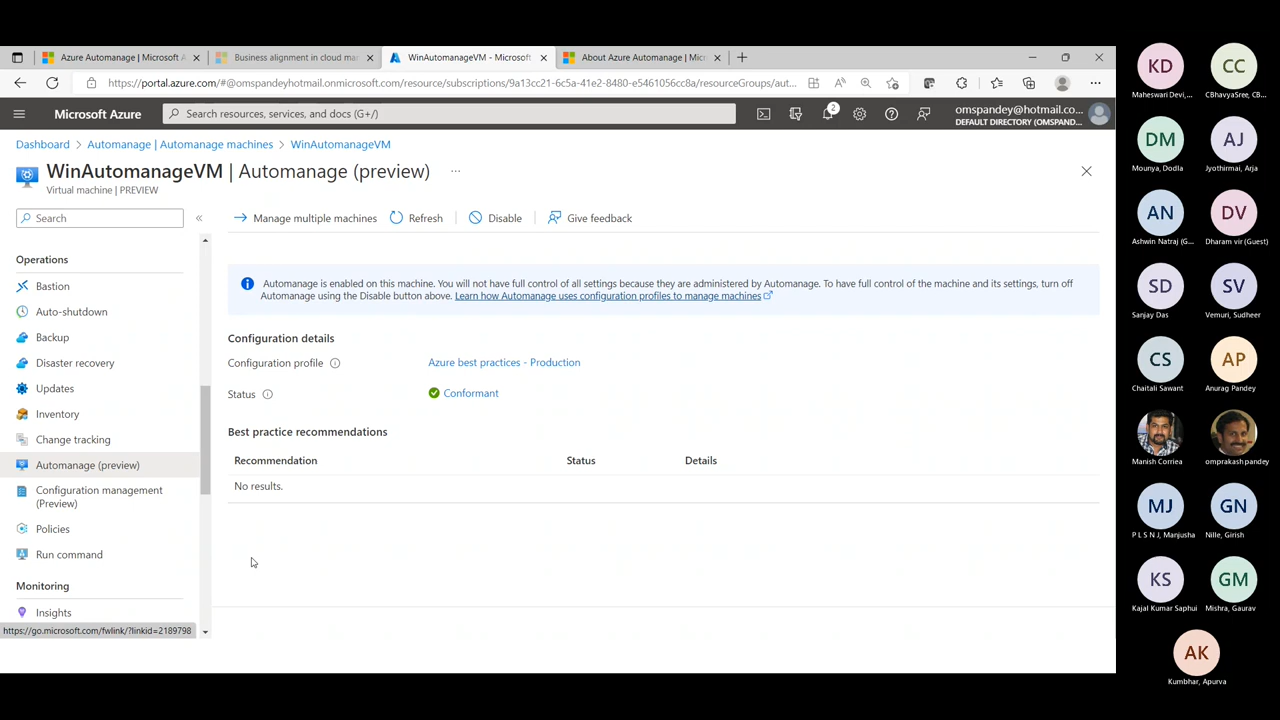 Azure Automanage | Microsoft A
Business alignment in cloud ma
WinAutomanageVM - Microsoft
About Azure Automanage | Mic
https://portal.azure.com/#@omspandeyhotmail.onmicrosoft.com/resource/subscriptions/9a13cc21-6c5a-41e2-8480-e5461056cc8a/resourceGroups/aut...
Microsoft Azure
Search resources, services, and docs (G+/)
2
omspandey@hotmail.co...
DEFAULT DIRECTORY (OMSPAND...
Dashboard > Automanage | Automanage machines > WinAutomanageVM
WinAutomanageVM | Automanage (preview) ...
Virtual machine | PREVIEW
Search
«
Manage multiple machines
Refresh
Disable
Give feedback
Operations
Bastion
Auto-shutdown
Backup
Disaster recovery
Updates
Inventory
Change tracking
Automanage (preview)
Configuration management
(Preview)
Policies
Run command
Monitoring
Insights
https://go.microsoft.com/fwlink/?linkid=2189798
Automanage is enabled on this machine. You will not have full control of all settings because they are administered by Automanage. To have full control of the machine and its settings, turn off
Automanage using the Disable button above. Learn how Automanage uses configuration profiles to manage machines
Configuration details
Configuration profile Azure best practices - Production
Status Conformant
Best practice recommendations
Recommendation Status Details
No results.
KD CC
Maheswari Devi,... CBhavyaSree, CB...
DM AJ
Mounya, Dodla Jyothirmai, Arja
AN DV
Ashwin Natraj (G... Dharam vir (Guest)
SD SV
Sanjay Das Vemuri, Sudheer
CS AP
Chaitali Sawant Anurag Pandey
Manish Corriea omprakash pandey
MJ GN
P L S N J, Manjusha Nille, Girish
KS GM
Kajal Kumar Saphui Mishra, Gaurav
AK
Kumbhar, Apurva